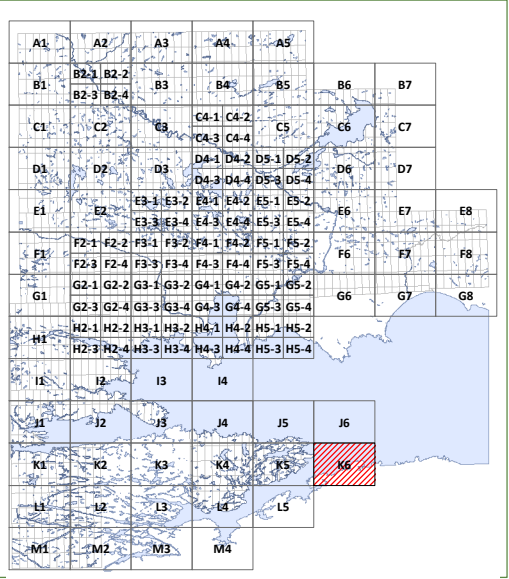 A1 A2 A3 A4 A5
B2-1 B2-2
B1 B3 B4 B5 B6 B7
B2-3 B2-4
C4-1 C4-2
C1 C2 C3 C5 C6 C7
C4-3 C4-4
D4-1 D4-2 D5-1 D5-2
D1 D2 D3 D6 D7
D4-3 D4-4 D5-3 D5-4
E3-1 E3-2 E4-1 E4-2 E5-1 E5-2
E1 E2 E6 E7 E8
E3-3 E3-4 E4-3 E4-4 E5-3 E5-4
F2-1 F2-2 F3-1 F3-2 F4-1 F4-2 F5-1 F5-2
F1 F6 F7 F8
F2-3 F2-4 F3-3 F3-4 F4-3 F4-4 F5-3 F5-4
G2-1 G2-2 G3-1 G3-2 G4-1 G4-2 G5-1 G5-2
G1 G6 G7 G8
G2-3 G2-4 G3-3 G3-4 G4-3 G4-4 G5-3 G5-4
H2-1 H2-2 H3-1 H3-2 H4-1 H4-2 H5-1 H5-2
H1
H2-3 H2-4 H3-3 H3-4 H4-3 H4-4 H5-3 H5-4
I1 I2 I3 I4
J1 J2 J3 J4 J5 J6
K1 K2 K3 K4 K5 K6
L1 L2 L3 L4 L5
M1 M2 M3 M4